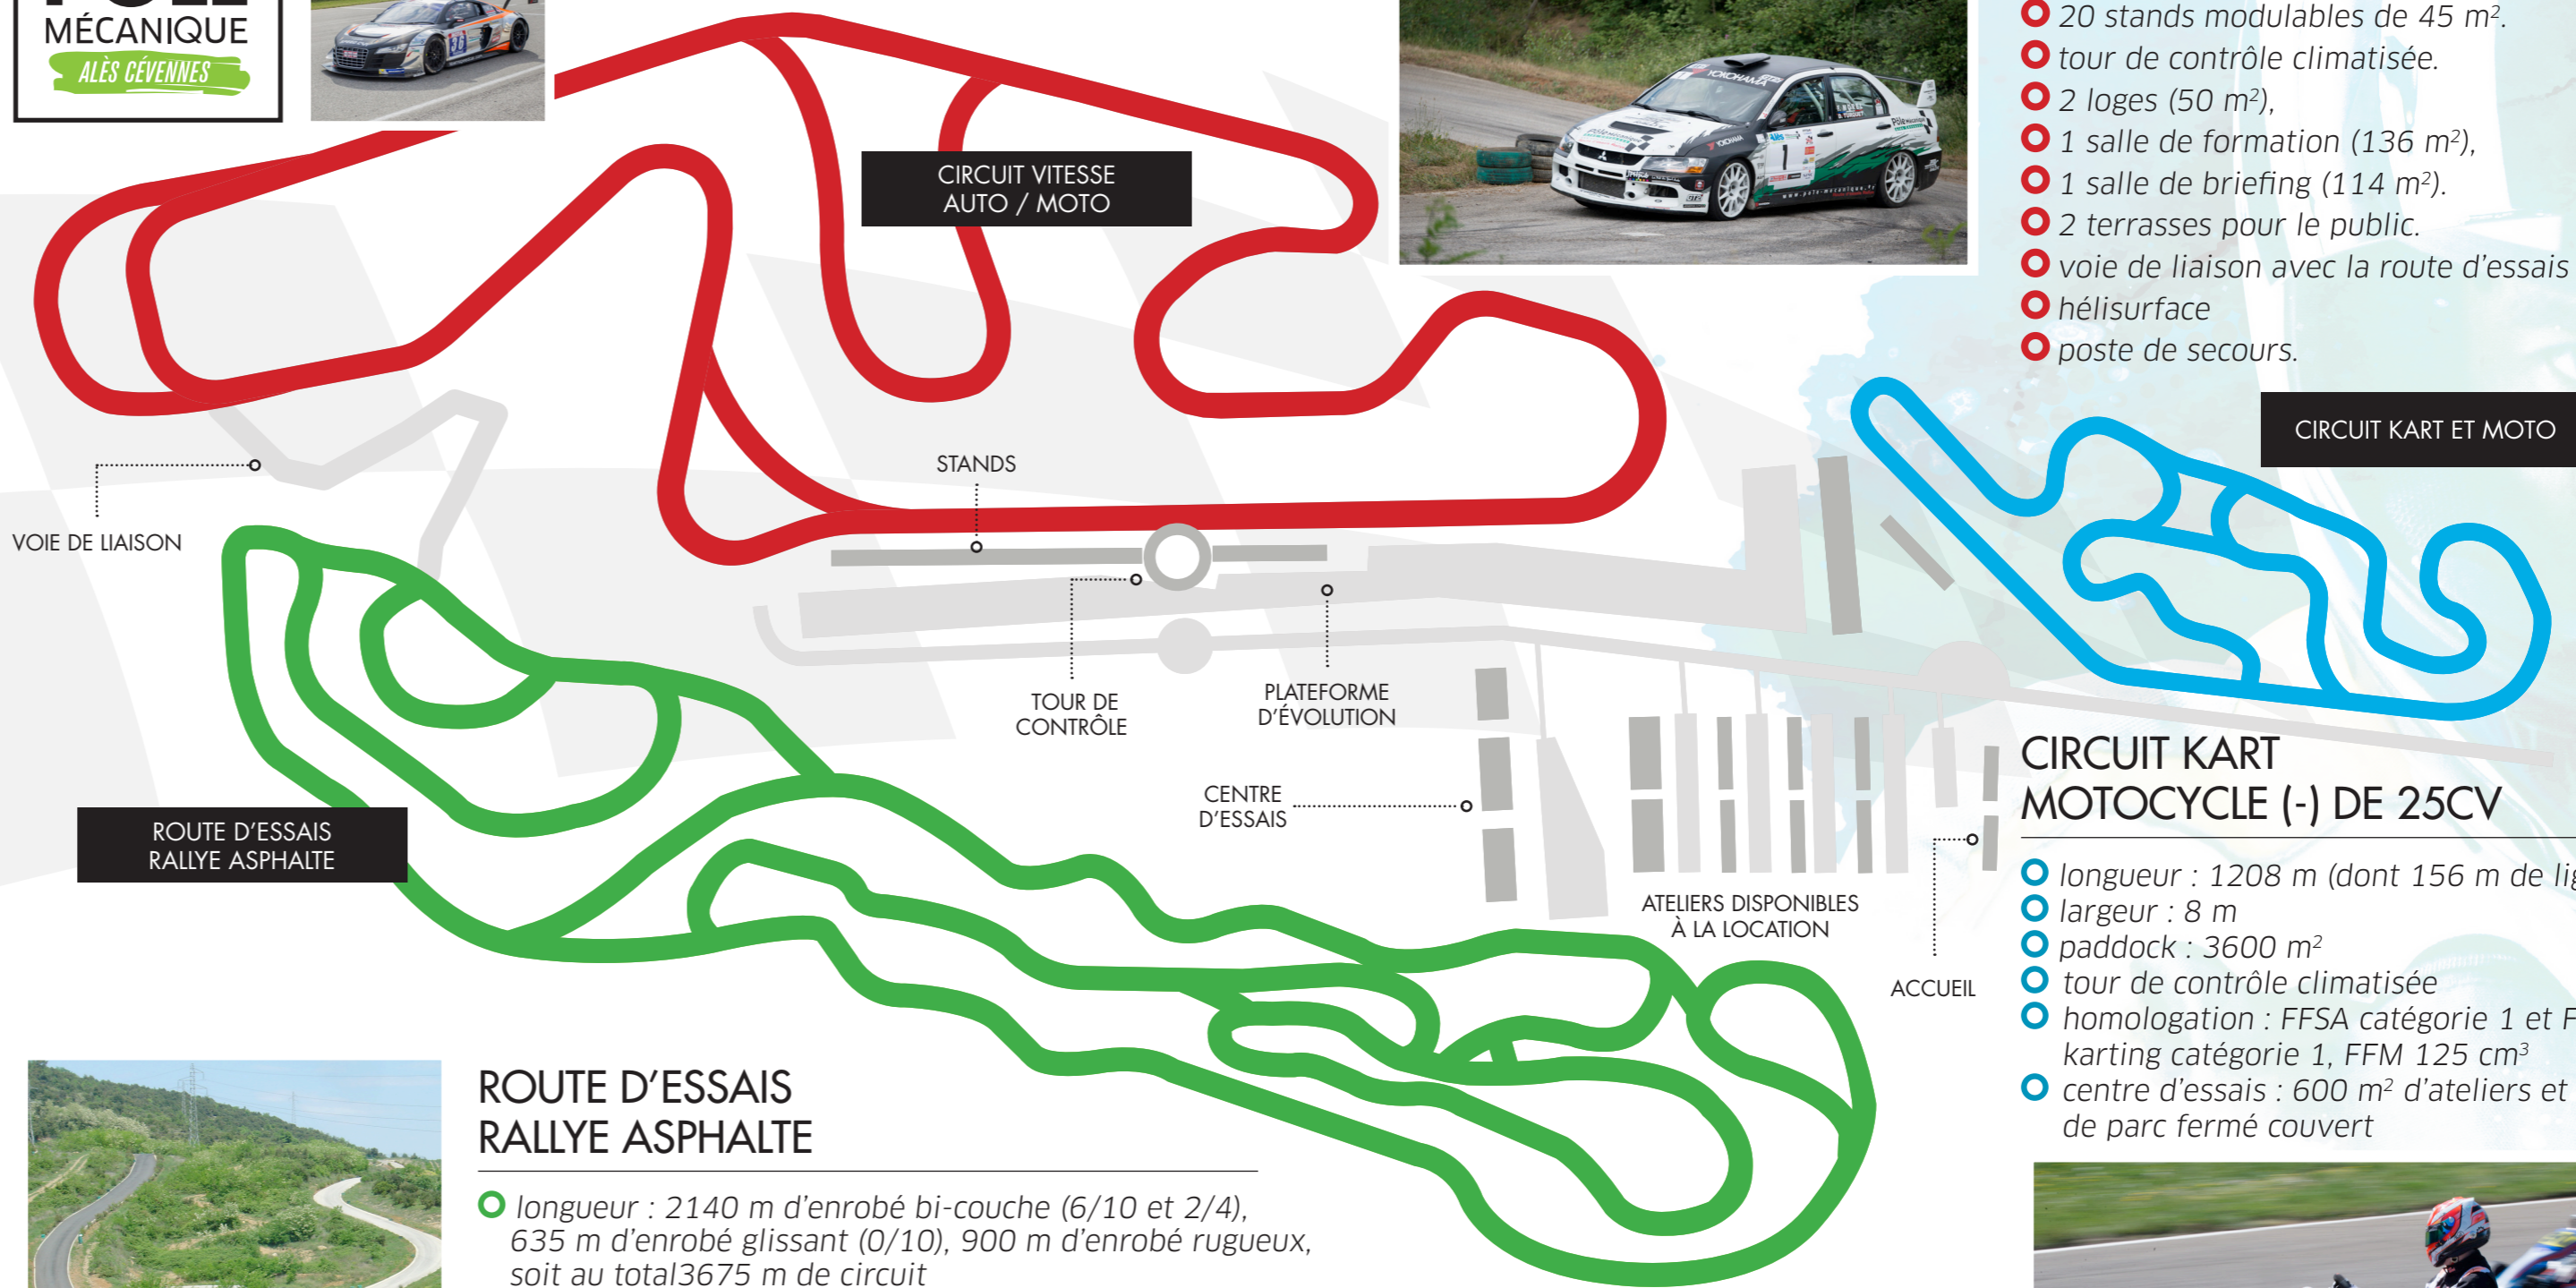 MÉCANIQUE
ALÈS CÉVENNES
CIRCUIT VITESSE
AUTO / MOTO
20 stands modulables de 45 m².
tour de contrôle climatisée.
2 loges (50 m²),
1 salle de formation (136 m²),
1 salle de briefing (114 m²).
2 terrasses pour le public.
voie de liaison avec la route d'essais
hélisurface
poste de secours.
CIRCUIT KART ET MOTO
STANDS
VOIE DE LIAISON
TOUR DE
CONTRÔLE
PLATEFORME
D'ÉVOLUTION
CENTRE
D'ESSAIS
ATELIERS DISPONIBLES
À LA LOCATION
ACCUEIL
ROUTE D'ESSAIS
RALLYE ASPHALTE
CIRCUIT KART
MOTOCYCLE (-) DE 25CV
longueur : 1208 m (dont 156 m de
largeur : 8 m
paddock : 3600 m²
tour de contrôle climatisée
homologation : FFSA catégorie 1 et
karting catégorie 1, FFM 125 cm³
centre d'essais : 600 m² d'ateliers et
de parc fermé couvert
ROUTE D'ESSAIS
RALLYE ASPHALTE
longueur : 2140 m d'enrobé bi-couche (6/10 et 2/4),
635 m d'enrobé glissant (0/10), 900 m d'enrobé rugueux,
soit au total3675 m de circuit
YOKOHAMA
1
36